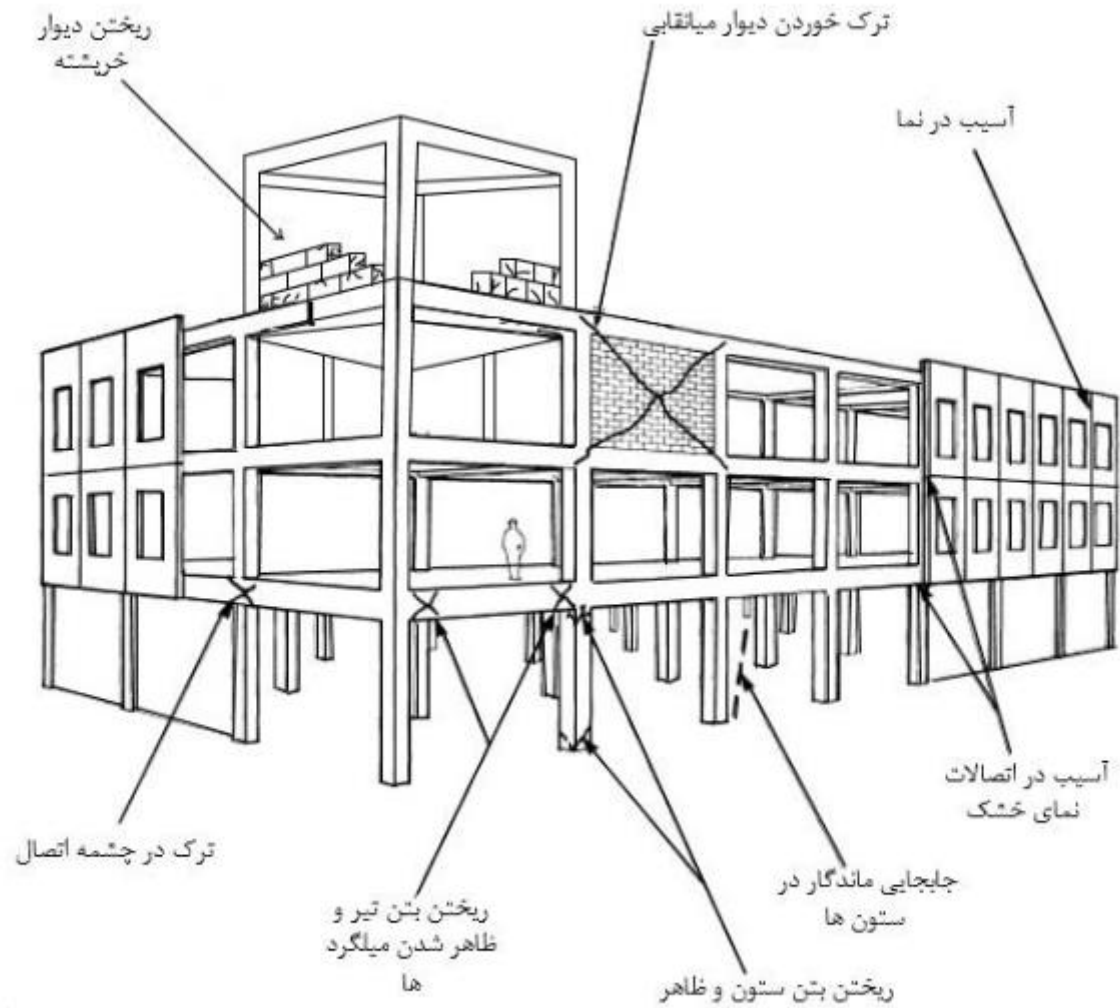 ریختن دیوار
خرپشته
ترک خوردن دیوار میانقابی
آسیب در نما
آسیب در اتصالات
نمای خشک
جابجایی ماندگار در
ستون ها
ترک در چشمه اتصال
ریختن بتن تیر و
ظاهر شدن میلگرد
ها
ریختن بتن ستون و ظاهر